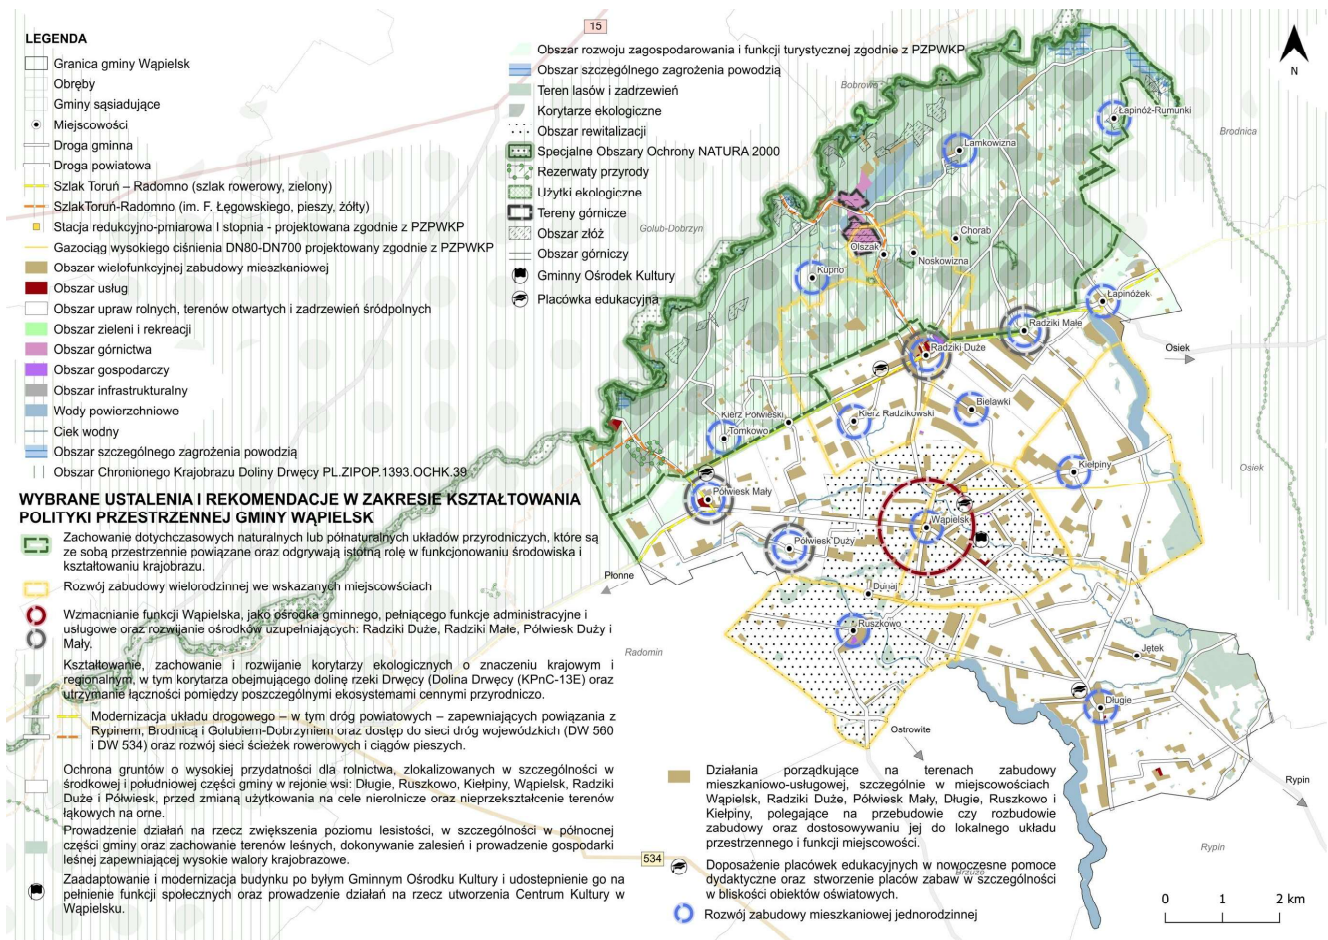 LEGENDA
Granica gminy Wąpielsk
Obręby
Gminy sąsiadujące
Miejscowości
Droga gminna
Droga powiatowa
Szlak Toruń – Radomno (szlak rowerowy, zielony)
SzlakToruń-Radomno (im. F. Łęgowskiego, pieszy, żółty)
Stacja redukcyjno-pmiarowa I stopnia - projektowana zgodnie z PZPWKP
Gazociąg wysokiego ciśnienia DN80-DN700 projektowany zgodnie z PZPWKP
Obszar wielofunkcyjnej zabudowy mieszkaniowej
Obszar usług
Obszar upraw rolnych, terenów otwartych i zadrzewień śródpolnych
Obszar zieleni i rekreacji
Obszar górnictwa
Obszar gospodarczy
Obszar infrastrukturalny
Wody powierzchniowe
Ciek wodny
Obszar szczególnego zagrożenia powodzią
Obszar Chronionego Krajobrazu Doliny Drwęcy PL.ZIPOP.1393.OCHK.39
Obszar rozwoju zagospodarowania i funkcji turystycznej zgodnie z PZPWKP
Obszar szczególnego zagrożenia powodzią
Teren lasów i zadrzewień
Korytarze ekologiczne
Obszar rewitalizacji
Specjalne Obszary Ochrony NATURA 2000
Rezerwaty przyrody
Użytki ekologiczne
Tereny górnicze
Obszar złóż
Obszar górniczy
Gminny Ośrodek Kultury
Placówka edukacyjna
WYBRANE USTALENIA I REKOMENDACJE W ZAKRESIE KSZTAŁTOWANIA
POLITYKI PRZESTRZENNEJ GMINY WĄPIELSK
Zachowanie dotychczasowych naturalnych lub półnaturalnych układów przyrodniczych, które są
ze sobą przestrzennie powiązane oraz odgrywają istotną rolę w funkcjonowaniu środowiska i
kształtowaniu krajobrazu.
Rozwój zabudowy wielorodzinnej we wskazanych miejscowściach
Wzmacnianie funkcji Wąpielska, jako ośrodka gminnego, pełniącego funkcje administracyjne i
usługowe oraz rozwijanie ośrodków uzupełniających: Radziki Duże, Radziki Małe, Półwiesk Duży i
Mały.
Kształtowanie, zachowanie i rozwijanie korytarzy ekologicznych o znaczeniu krajowym i
regionalnym, w tym korytarza obejmującego dolinę rzeki Drwęcy (Dolina Drwęcy (KPnC-13E) oraz
utrzymanie łączności pomiędzy poszczególnymi ekosystemami cennymi przyrodniczo.
Modernizacja układu drogowego – w tym dróg powiatowych – zapewniających powiązania z
Rypinem, Brodnicą i Golubiem-Dobrzyniem oraz dostęp do sieci dróg wojewódzkich (DW 560
i DW 534) oraz rozwój sieci ścieżek rowerowych i ciągów pieszych.
Ochrona gruntów o wysokiej przydatności dla rolnictwa, zlokalizowanych w szczególności w
środkowej i południowej części gminy w rejonie wsi: Długie, Ruszkowo, Kiełpiny, Wąpielsk, Radziki
Duże i Półwiesk, przed zmianą użytkowania na cele nierolnicze oraz nieprzekształcenie terenów
łąkowych na orne.
Prowadzenie działań na rzecz zwiększenia poziomu lesistości, w szczególności w północnej
części gminy oraz zachowanie terenów leśnych, dokonywanie zalesień i prowadzenie gospodarki
leśnej zapewniającej wysokie walory krajobrazowe.
Zaadaptowanie i modernizacja budynku po byłym Gminnym Ośrodku Kultury i udostepnienie go na
pełnienie funkcji społecznych oraz prowadzenie działań na rzecz utworzenia Centrum Kultury w
Wąpielsku.
Działania porządkujące na terenach zabudowy
mieszkaniowo-usługowej, szczególnie w miejscowościach
Wąpielsk, Radziki Duże, Półwiesk Mały, Długie, Ruszkowo i
Kiełpiny, polegające na przebudowie czy rozbudowie
zabudowy oraz dostosowywaniu jej do lokalnego układu
przestrzennego i funkcji miejscowości.
Doposażenie placówek edukacyjnych w nowoczesne pomoce
dydaktyczne oraz stworzenie placów zabaw w szczególności
w bliskości obiektów oświatowych.
Rozwój zabudowy mieszkaniowej jednorodzinnej
15
534
N
Bobrowo
Brodnica
Golub-Dobrzyń
Łapinóż-Rumunki
Lamkowizna
Chorab
Olszak
Noskowizna
Kupno
Łapinóżek
Radziki Małe
Radziki Duże
Osiek
Bielawki
Kierz Półwieski
Kierz Radzikowski
Tomkowo
Kiełpiny
Osiek
Półwiesk Mały
Wąpielsk
Półwiesk Duży
Płonne
Dunaj
Ruszkowo
Radomin
Jętek
Długie
Ostrowite
Rypin
Rypin
Brzuze
0 1 2 km